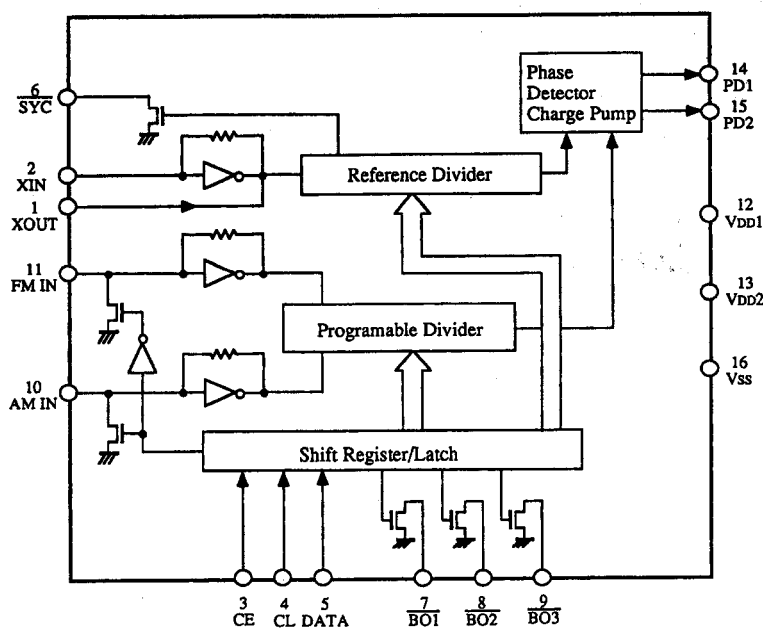 6
SYC
2
XIN
1
XOUT
11
FM IN
10
AM IN
Phase
Detector
Charge Pump
14
PD1
15
PD2
Reference Divider
12
VDD1
13
VDD2
Programable Divider
16
VSS
Shift Register/Latch
3
CE
4
CL
5
DATA
7
BO1
8
BO2
9
BO3